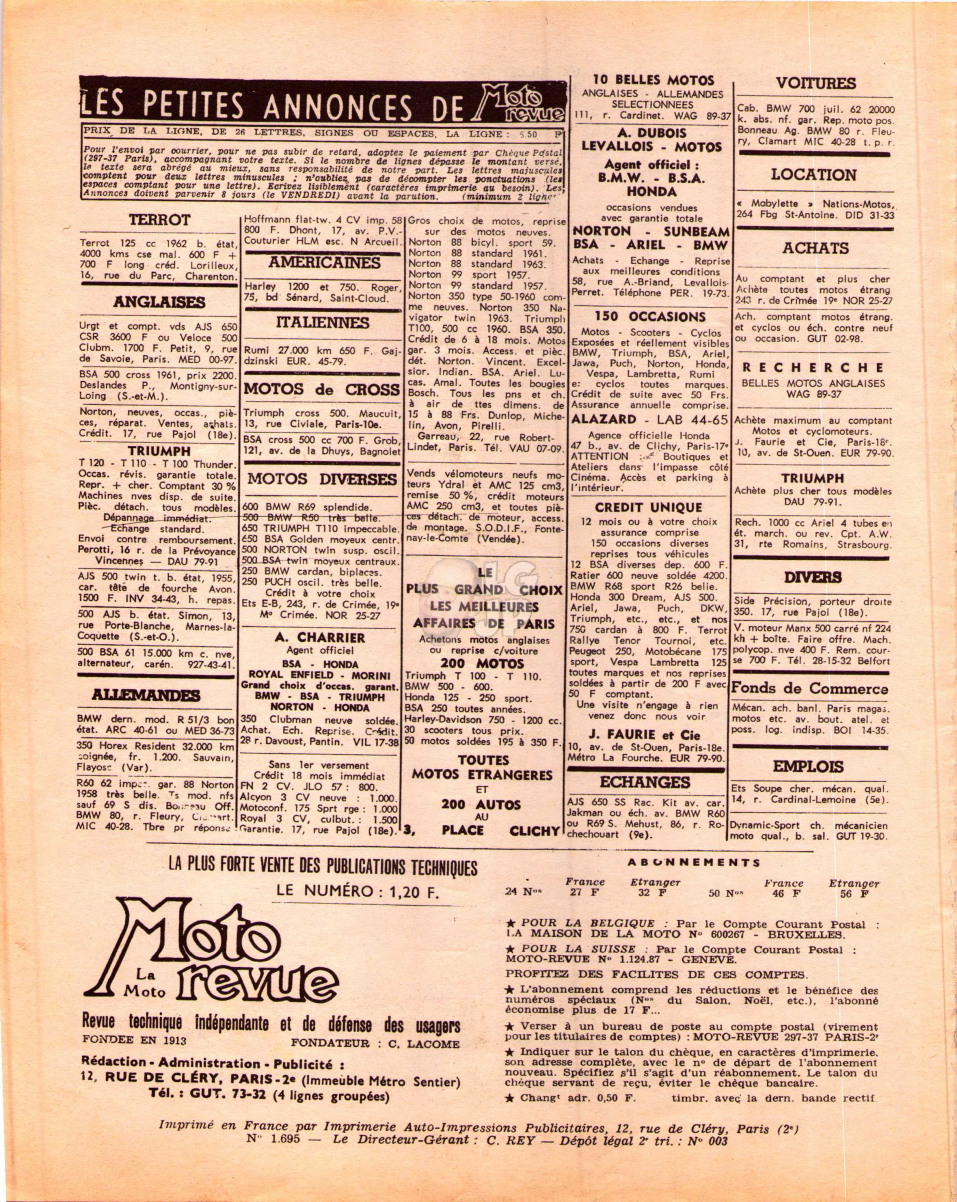 LES PETITES ANNONCES DE Moto revue
PRIX DE LA LIGNE, DE 26 LETTRES, SIGNES OU ESPACES, LA LIGNE : 5.50 F
Pour l'envoi par courrier, pour ne pas subir de retard, adoptez le paiement par Chèque Postal
(297-37 Paris), accompagnant votre texte. Si le nombre de lignes dépasse le montant versé,
le texte sera abrégé au mieux, sans responsabilité de notre part. Les lettres majuscules
comptent pour deux lettres minuscules ; n'oubliez pas de décompter les ponctuations (les
espaces comptant pour une lettre). Ecrivez lisiblement (caractères imprimerie au besoin). Les
Annonces doivent parvenir 8 jours (le VENDREDI) avant la parution. (minimum 2 lignes
TERROT
Terrot 125 cc 1962 b. état,
4000 kms cse mal. 600 F +
700 F long créd. Lorilleux,
16, rue du Parc, Charenton.
ANGLAISES
Urgt et compt. vds AJS 650
CSR 3600 F ou Veloce 500
Clubm. 1700 F. Petit, 9, rue
de Savoie, Paris. MED 00-97.
BSA 500 cross 1961, prix 2200.
Deslandes P., Montigny-sur-
Loing (S.-et-M.).
Norton, neuves, occas., piè-
ces, réparat. Ventes, achats.
Crédit. 17, rue Pajol (18e).
TRIUMPH
T 120 - T 110 - T 100 Thunder.
Occas. révis. garantie totale.
Repr. + cher. Comptant 30 %
Machines nves disp. de suite.
Pièc. détach. tous modèles.
Dépannage immédiat.
Echange standard.
Envoi contre remboursement.
Perotti, 16 r. de la Prévoyance
Vincennes — DAU 79-91
AJS 500 twin t. b. état, 1955,
car. tête de fourche Avon.
1500 F. INV 34-43, h. repas.
500 AJS b. état. Simon, 13,
rue Porte-Blanche, Marnes-la-
Coquette (S.-et-O.).
500 BSA 61 15.000 km c. nve,
alternateur, carén. 927-43-41.
ALLEMANDES
BMW dern. mod. R 51/3 bon
état. ARC 40-61 ou MED 36-73
350 Horex Resident 32.000 km
soignée, fr. 1.200. Sauvain,
Flayosc (Var).
R60 62 impec. gar. 88 Norton
1958 très belle. Ts mod. nfs
sauf 69 S dis. Bonneau Off.
BMW 80, r. Fleury, Clamart.
MIC 40-28. Tbre pr réponse
Hoffmann flat-tw. 4 CV imp. 58
800 F. Dhont, 17, av. P.V.-
Couturier HLM esc. N Arcueil.
AMERICAINES
Harley 1200 et 750. Roger,
75, bd Sénard, Saint-Cloud.
ITALIENNES
Rumi 27.000 km 650 F. Gaj-
dzinski EUR. 45-79.
MOTOS de CROSS
Triumph cross 500. Maucuit,
13, rue Civiale, Paris-10e.
BSA cross 500 cc 700 F. Grob,
121, av. de la Dhuys, Bagnolet
MOTOS DIVERSES
600 BMW R69 splendide.
500 BMW R50 très belle.
650 TRIUMPH T110 impeccable.
650 BSA Golden moyeux centr.
500 NORTON twin susp. oscil.
500 BSA twin moyeux centraux.
250 BMW cardan, biplaces.
250 PUCH oscil. très belle.
Crédit à votre choix
Ets E-B, 243, r. de Crimée, 19e
Mo Crimée. NOR 25-27
A. CHARRIER
Agent officiel
BSA - HONDA
ROYAL ENFIELD - MORINI
Grand choix d'occas. garant.
BMW - BSA - TRIUMPH
NORTON - HONDA
350 Clubman neuve soldée.
Achat. Ech. Reprise. Crédit.
28 r. Davoust, Pantin. VIL 17-38
Sans 1er versement
Crédit 18 mois immédiat
FN 2 CV. JLO 57 : 800.
Alcyon 3 CV neuve : 1.000.
Motoconf. 175 Sprt rge : 1.000
Royal 3 CV, culbut. : 1.500
Garantie. 17, rue Pajol (18e).
Gros choix de motos, reprise
sur des motos neuves.
Norton 88 bicyl. sport 59.
Norton 88 standard 1961.
Norton 88 standard 1963.
Norton 99 sport 1957.
Norton 99 standard 1957.
Norton 350 type 50-1960 com-
me neuves. Norton 350 Na-
vigator twin 1963. Triumph
T100, 500 cc 1960. BSA 350.
Crédit de 6 à 18 mois. Motos
gar. 3 mois. Access. et pièc.
dét. Norton. Vincent. Excel-
sior. Indian. BSA. Ariel. Lu-
cas. Amal. Toutes les bougies
Bosch. Tous les pns et ch.
à air de ttes dimens. de
15 à 88 Frs. Dunlop, Miche-
lin, Avon, Pirelli.
Garreau, 22, rue Robert-
Lindet, Paris. Tél. VAU 07-09.
Vends vélomoteurs neufs mo-
teurs Ydral et AMC 125 cm3,
remise 50 %, crédit moteurs
AMC 250 cm3, et toutes piè-
ces détach. de moteur, access.
de montage. S.O.D.I.F., Fonte-
nay-le-Comte (Vendée).
LE
PLUS GRAND CHOIX
LES MEILLEURES
AFFAIRES DE PARIS
Achetons motos anglaises
ou reprise c/voiture
200 MOTOS
Triumph T 100 - T 110.
BMW 500 - 600.
Honda 125 - 250 sport.
BSA 250 toutes années.
Harley-Davidson 750 - 1200 cc.
30 scooters tous prix.
50 motos soldées 195 à 350 F.
TOUTES
MOTOS ETRANGERES
ET
200 AUTOS
AU
3, PLACE CLICHY
10 BELLES MOTOS
ANGLAISES - ALLEMANDES
SELECTIONNEES
111, r. Cardinet. WAG 89-37
A. DUBOIS
LEVALLOIS - MOTOS
Agent officiel :
B.M.W. - B.S.A.
HONDA
occasions vendues
avec garantie totale
NORTON - SUNBEAM
BSA - ARIEL - BMW
Achats - Echange - Reprise
aux meilleures conditions
58, rue A.-Briand, Levallois-
Perret. Téléphone PER. 19-73.
150 OCCASIONS
Motos - Scooters - Cyclos
Exposées et réellement visibles
BMW, Triumph, BSA, Ariel,
Jawa, Puch, Norton, Honda,
Vespa, Lambretta, Rumi
et cyclos toutes marques.
Crédit de suite avec 50 Frs.
Assurance annuelle comprise.
ALAZARD - LAB 44-65
Agence officielle Honda
47 b., av. de Clichy, Paris-17e
ATTENTION : Boutiques et
Ateliers dans l'impasse côté
Cinéma. Accès et parking à
l'intérieur.
CREDIT UNIQUE
12 mois ou à votre choix
assurance comprise
150 occasions diverses
reprises tous véhicules
12 BSA diverses dep. 600 F.
Ratier 600 neuve soldée 4200.
BMW R68 sport R26 belle.
Honda 300 Dream, AJS 500.
Ariel, Jawa, Puch, DKW,
Triumph, etc., etc., et nos
750 cardan à 800 F. Terrot
Rallye Tenor Tournoi, etc.
Peugeot 250, Motobécane 175
sport, Vespa Lambretta 125
toutes marques et nos reprises
soldées à partir de 200 F avec
50 F comptant.
Une visite n'engage à rien
venez donc nous voir
J. FAURIE et Cie
10, av. de St-Ouen, Paris-18e.
Métro La Fourche. EUR 79-90.
ECHANGES
AJS 650 SS Rac. Kit av. car.
Jakman ou éch. av. BMW R60
ou R69 S. Mehust, 86, r. Ro-
chechouart (9e).
VOITURES
Cab. BMW 700 juil. 62 20000
k. abs. nf. gar. Rep. moto pos.
Bonneau Ag. BMW 80 r. Fleu-
ry, Clamart MIC 40-28 t. p. r.
LOCATION
« Mobylette » Nations-Motos,
264 Fbg St-Antoine. DID 31-33
ACHATS
Au comptant et plus cher
Achète toutes motos étrang
243 r. de Crimée 19e NOR 25-27
Ach. comptant motos étrang.
et cyclos ou éch. contre neuf
ou occasion. GUT 02-98.
RECHERCHE
BELLES MOTOS ANGLAISES
WAG 89-37
Achète maximum au comptant
Motos et cyclomoteurs.
J. Faurie et Cie, Paris-18e.
10, av. de St-Ouen. EUR 79-90.
TRIUMPH
Achète plus cher tous modèles
DAU 79-91.
Rech. 1000 cc Ariel 4 tubes en
ét. march. ou rev. Cpt. A.W.
31, rte Romains, Strasbourg.
DIVERS
Side Précision, porteur droite
350. 17, rue Pajol (18e).
V. moteur Manx 500 carré nf 224
kh + boîte. Faire offre. Mach.
polycop. nve 400 F. Rem. cour-
se 700 F. Tél. 28-15-32 Belfort
Fonds de Commerce
Mécan. ach. banl. Paris magas.
motos etc. av. bout. atel. et
poss. log. indisp. BOI 14-35.
EMPLOIS
Ets Soupe cher. mécan. qual.
14, r. Cardinal-Lemoine (5e).
Dynamic-Sport ch. mécanicien
moto qual., b. sal. GUT 19-30.
LA PLUS FORTE VENTE DES PUBLICATIONS TECHNIQUES
LE NUMÉRO : 1,20 F.
La Moto
Moto revue
Revue technique indépendante et de défense des usagers
FONDEE EN 1913 FONDATEUR : C. LACOME
Rédaction - Administration - Publicité :
12, RUE DE CLÉRY, PARIS-2e (Immeuble Métro Sentier)
Tél. : GUT. 73-32 (4 lignes groupées)
ABONNEMENTS
France Etranger France Etranger
24 Nos 27 F 32 F 50 Nos 46 F 56 F
★ POUR LA BELGIQUE : Par le Compte Courant Postal :
LA MAISON DE LA MOTO No 600267 - BRUXELLES.
★ POUR LA SUISSE : Par le Compte Courant Postal :
MOTO-REVUE No 1.124.87 - GENEVE.
PROFITEZ DES FACILITES DE CES COMPTES.
★ L'abonnement comprend les réductions et le bénéfice des
numéros spéciaux (Nos du Salon, Noël, etc.), l'abonné
économise plus de 17 F...
★ Verser à un bureau de poste au compte postal (virement
pour les titulaires de comptes) : MOTO-REVUE 297-37 PARIS-2e
★ Indiquer sur le talon du chèque, en caractères d'imprimerie,
son adresse complète, avec le no de départ de l'abonnement
nouveau. Spécifiez s'il s'agit d'un réabonnement. Le talon du
chèque servant de reçu, éviter le chèque bancaire.
★ Changt adr. 0,50 F. timbr. avec la dern. bande rectif
Imprimé en France par Imprimerie Auto-Impressions Publicitaires, 12, rue de Cléry, Paris (2e)
No 1.695 — Le Directeur-Gérant : C. REY — Dépôt légal 2e tri. : No 003